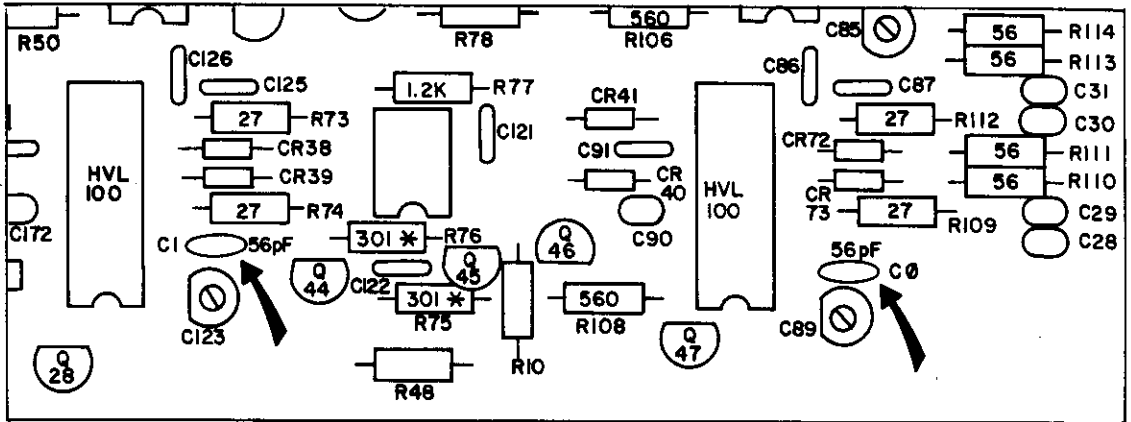 R50
R78
560
R106
C85
56
R114
56
R113
C126
C125
1.2K
R77
C86
C87
C31
27
R73
C121
CR41
27
R112
C30
CR38
C91
CR72
56
R111
HVL
100
CR39
CR
40
HVL
100
CR
73
56
R110
27
R74
27
R109
C29
C172
C1
56pF
301 *
R76
Q
45
Q
46
C90
C28
56pF
CØ
Q
44
C122
301 *
R75
560
R108
C123
C89
Q
47
Q
28
R48
R10